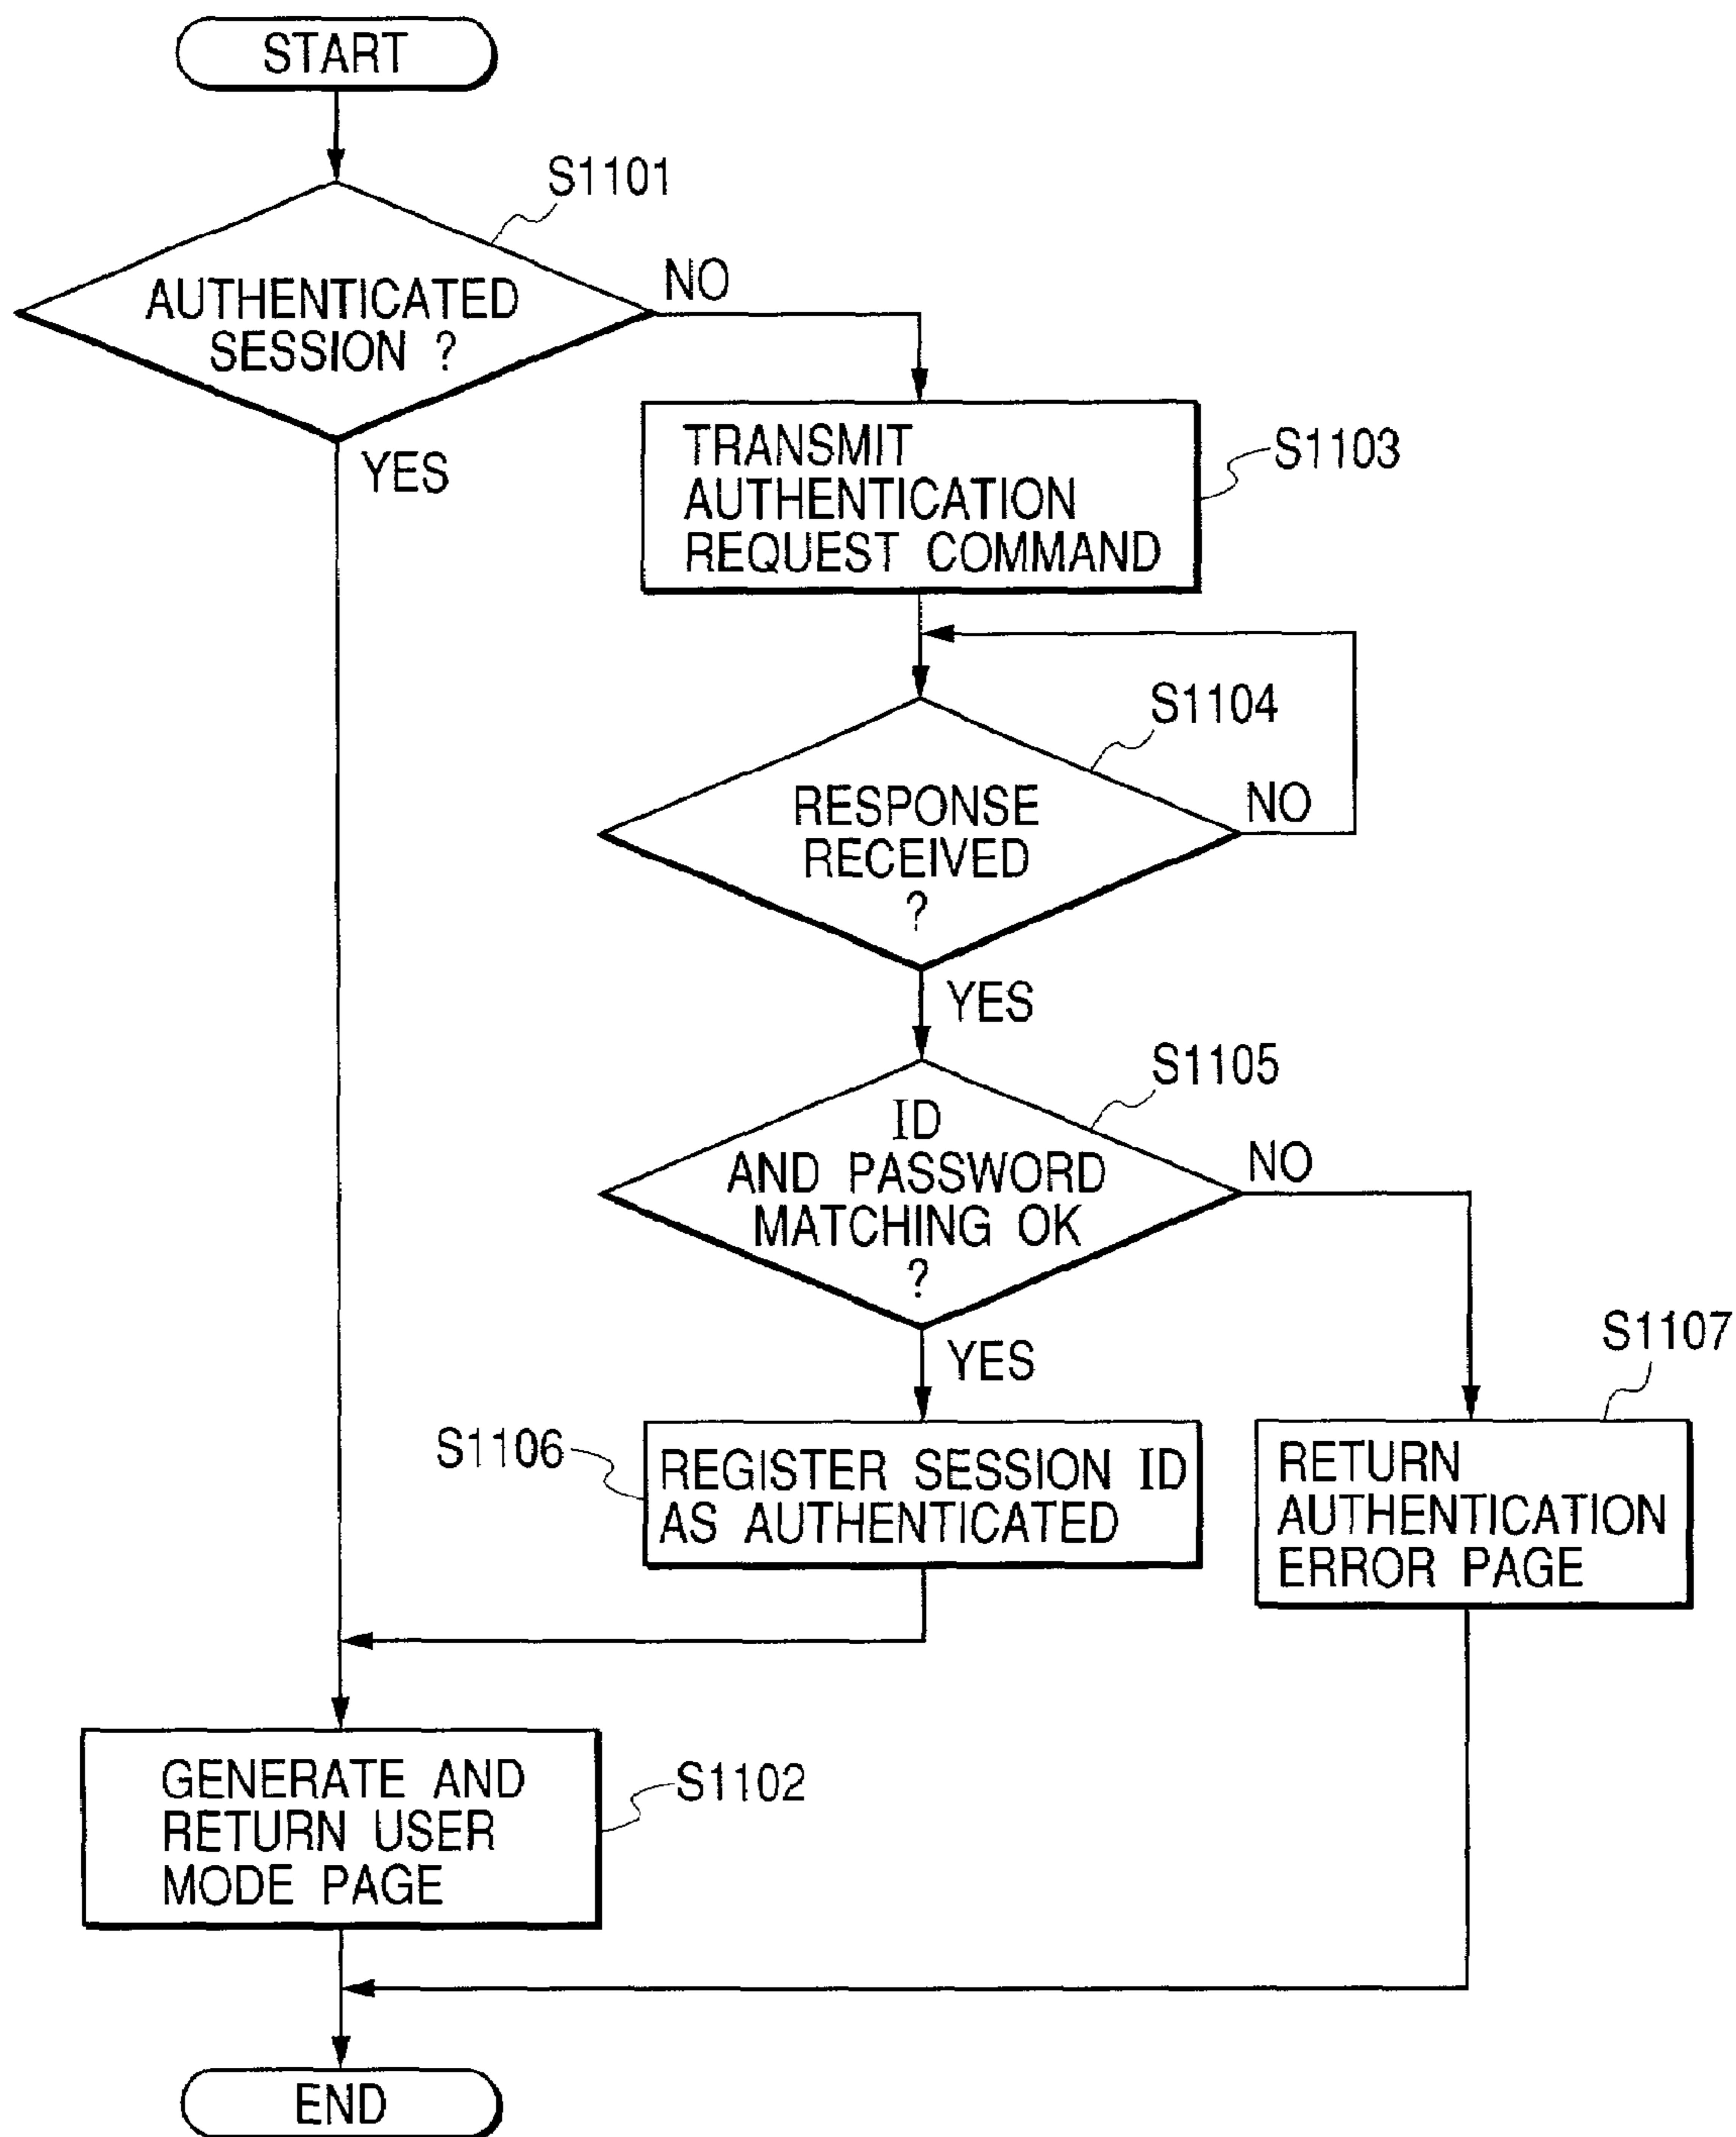 START
S1101
AUTHENTICATED
SESSION ?
NO
YES
TRANSMIT
AUTHENTICATION
REQUEST COMMAND
S1103
S1104
RESPONSE
RECEIVED
?
NO
YES
S1105
ID
AND PASSWORD
MATCHING OK
?
NO
YES
S1107
S1106
REGISTER SESSION ID
AS AUTHENTICATED
RETURN
AUTHENTICATION
ERROR PAGE
GENERATE AND
RETURN USER
MODE PAGE
S1102
END